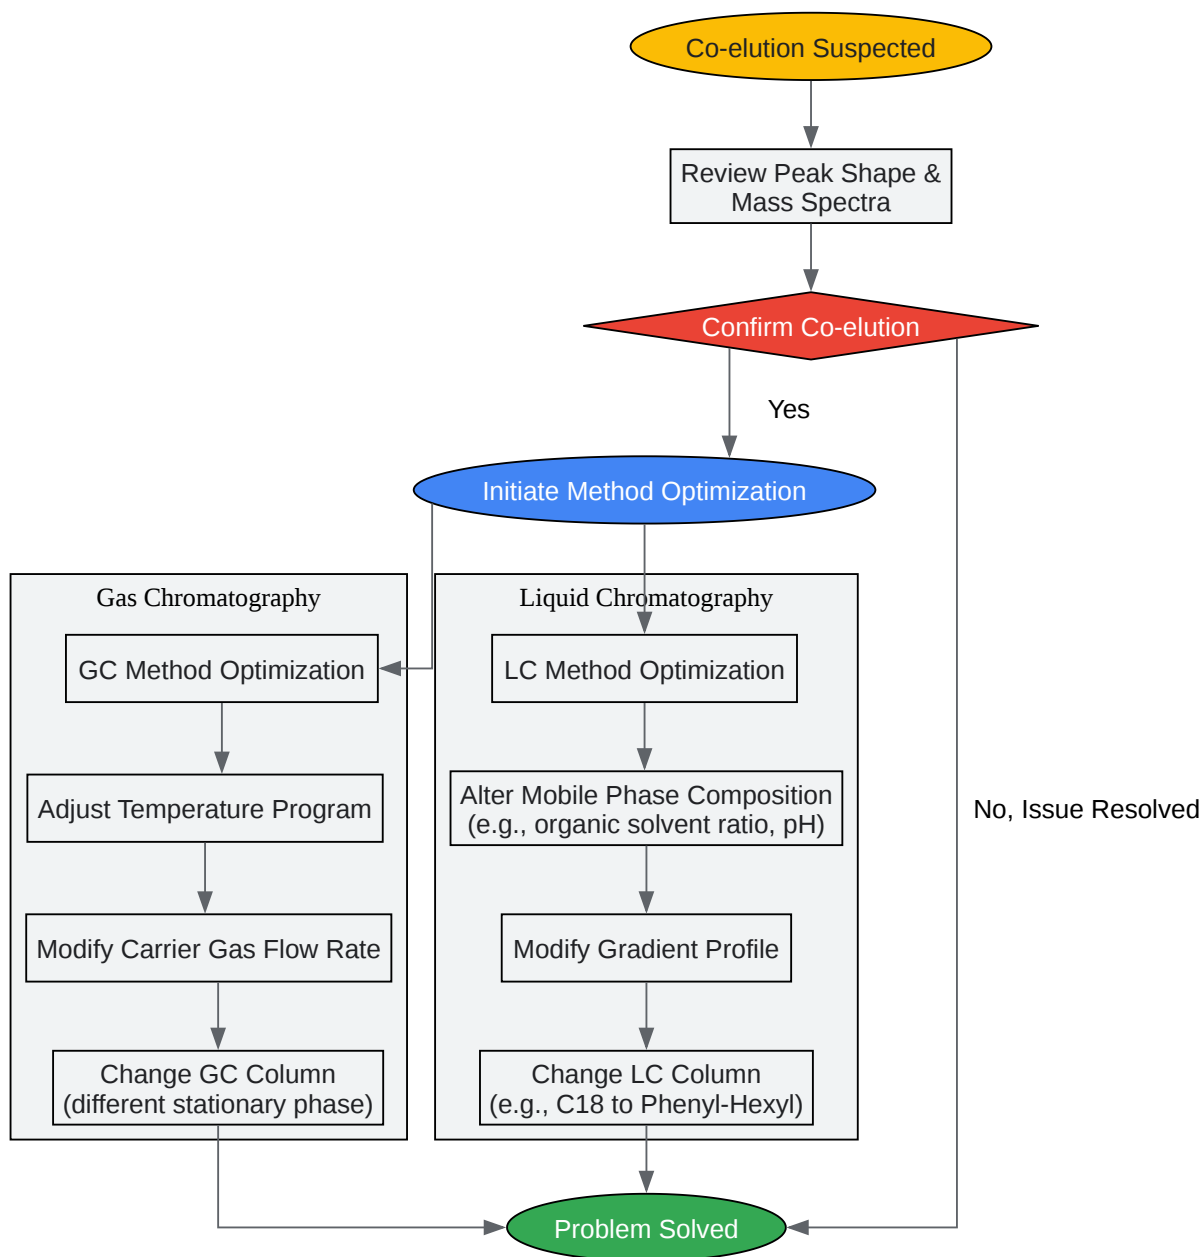 Co-elution Suspected
Review Peak Shape &
Mass Spectra
Confirm Co-elution
Yes
Initiate Method Optimization
Gas Chromatography
GC Method Optimization
Adjust Temperature Program
Modify Carrier Gas Flow Rate
Change GC Column
(different stationary phase)
Liquid Chromatography
LC Method Optimization
Alter Mobile Phase Composition
(e.g., organic solvent ratio, pH)
Modify Gradient Profile
Change LC Column
(e.g., C18 to Phenyl-Hexyl)
No, Issue Resolved
Problem Solved